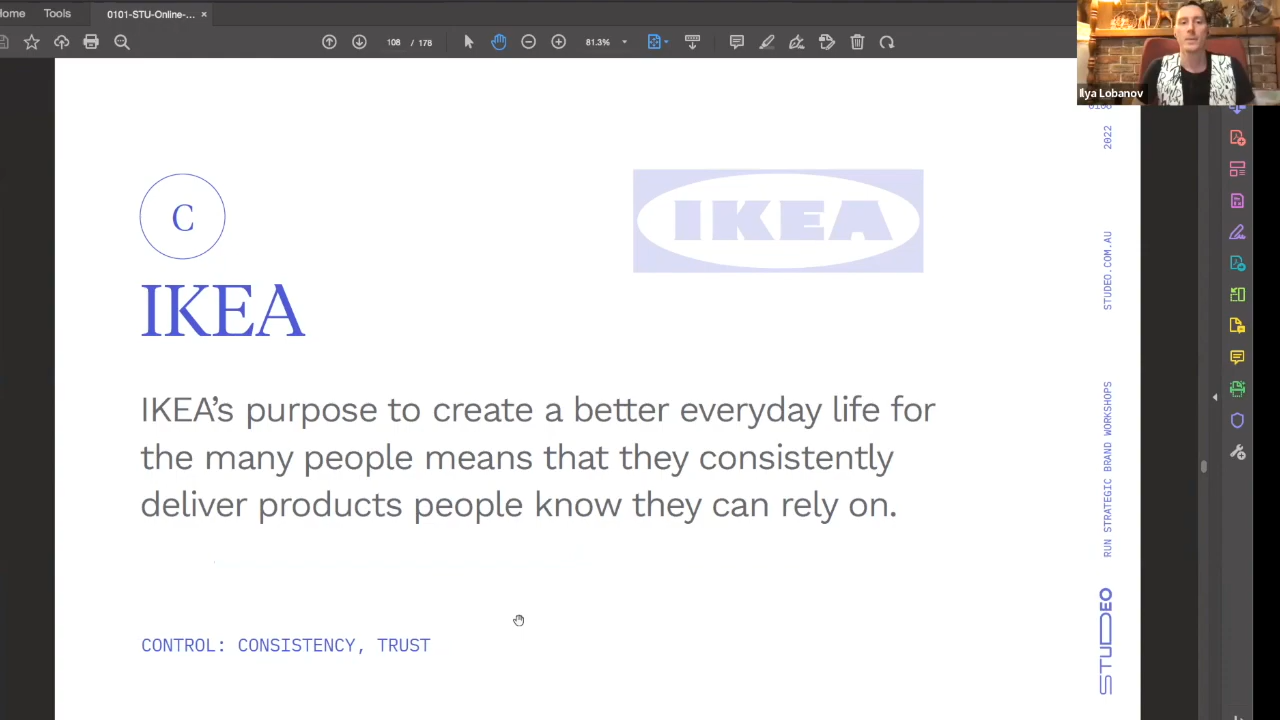 Home
Tools
0101-STU-Online-...
108 / 178
81.3%
Ilya Lobanov
2022
STUDEO.COM.AU
RUN STRATEGIC BRAND WORKSHOPS
STUDEO
C
IKEA
IKEA
IKEA’s purpose to create a better everyday life for
the many people means that they consistently
deliver products people know they can rely on.
CONTROL: CONSISTENCY, TRUST